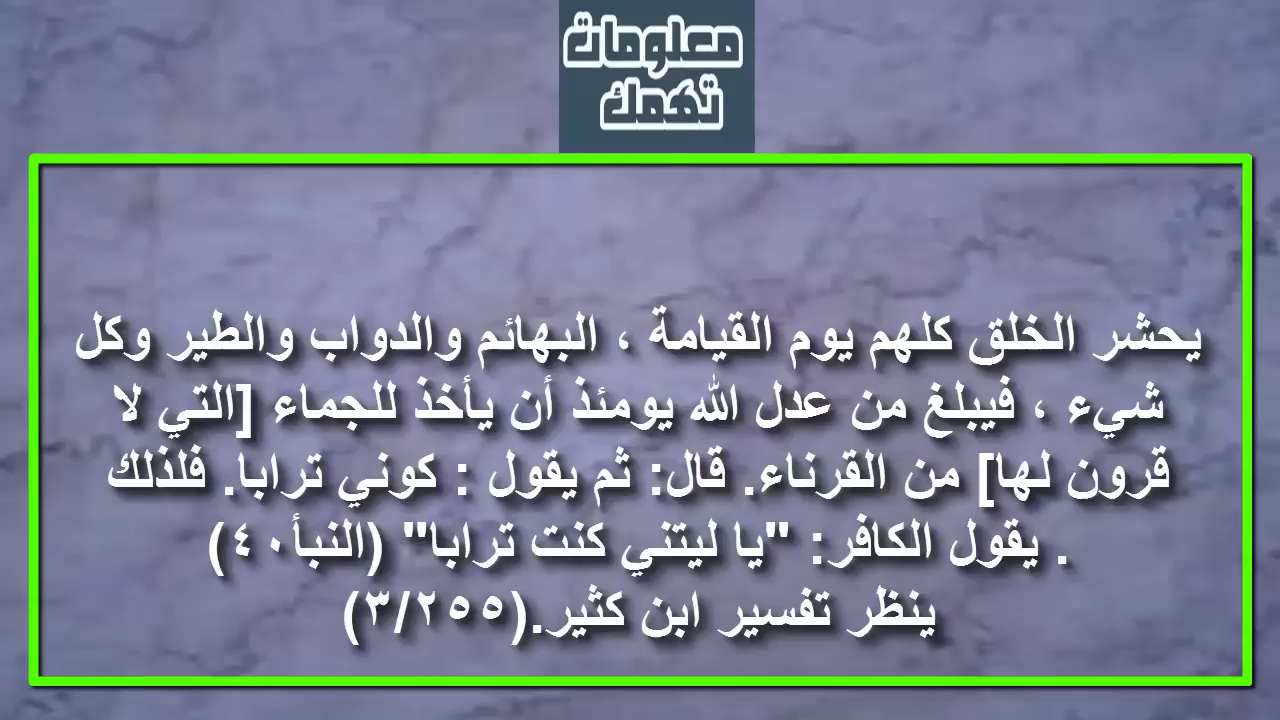 معلومات
تهمك
يحشر الخلق كلهم يوم القيامة ، البهائم والدواب والطير وكل
شيء ، فيبلغ من عدل الله يومئذ أن يأخذ للجماء [التي لا
قرون لها] من القرناء. قال: ثم يقول : كوني ترابا. فلذلك
. يقول الكافر: "يا ليتني كنت ترابا" (النبأ٤٠)
ينظر تفسير ابن كثير.(٣/٢٥٥)